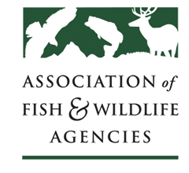 ASSOCIATION of
FISH & WILDLIFE
AGENCIES